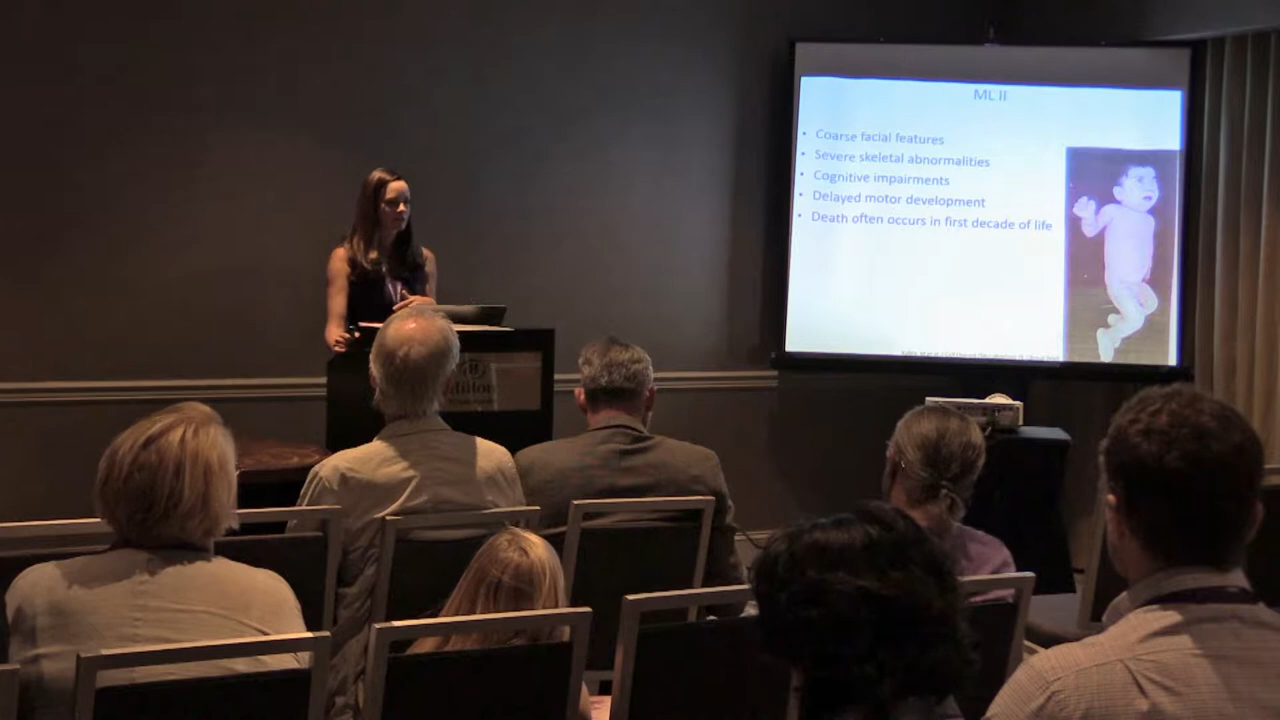 ML II
• Coarse facial features
• Severe skeletal abnormalities
• Cognitive impairments
• Delayed motor development
• Death often occurs in first decade of life
Hilton